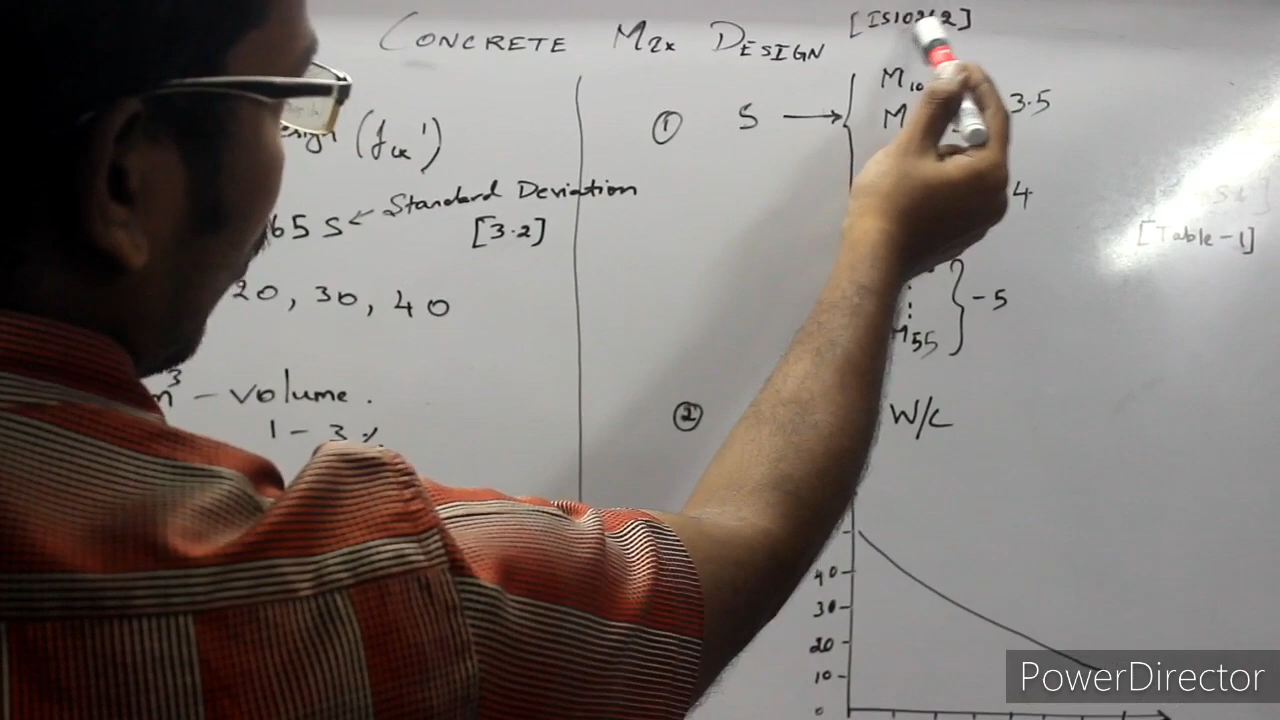 CONCRETE MIX DESIGN
(fck')
65 S ← Standard Deviation
[3.2]
20, 30, 40
m³ - volume.
1 - 3 %
① S →
M10
M
3.5
4
[Table-1]
M55 } - 5
② W/C
40
30
20
10
0
PowerDirector